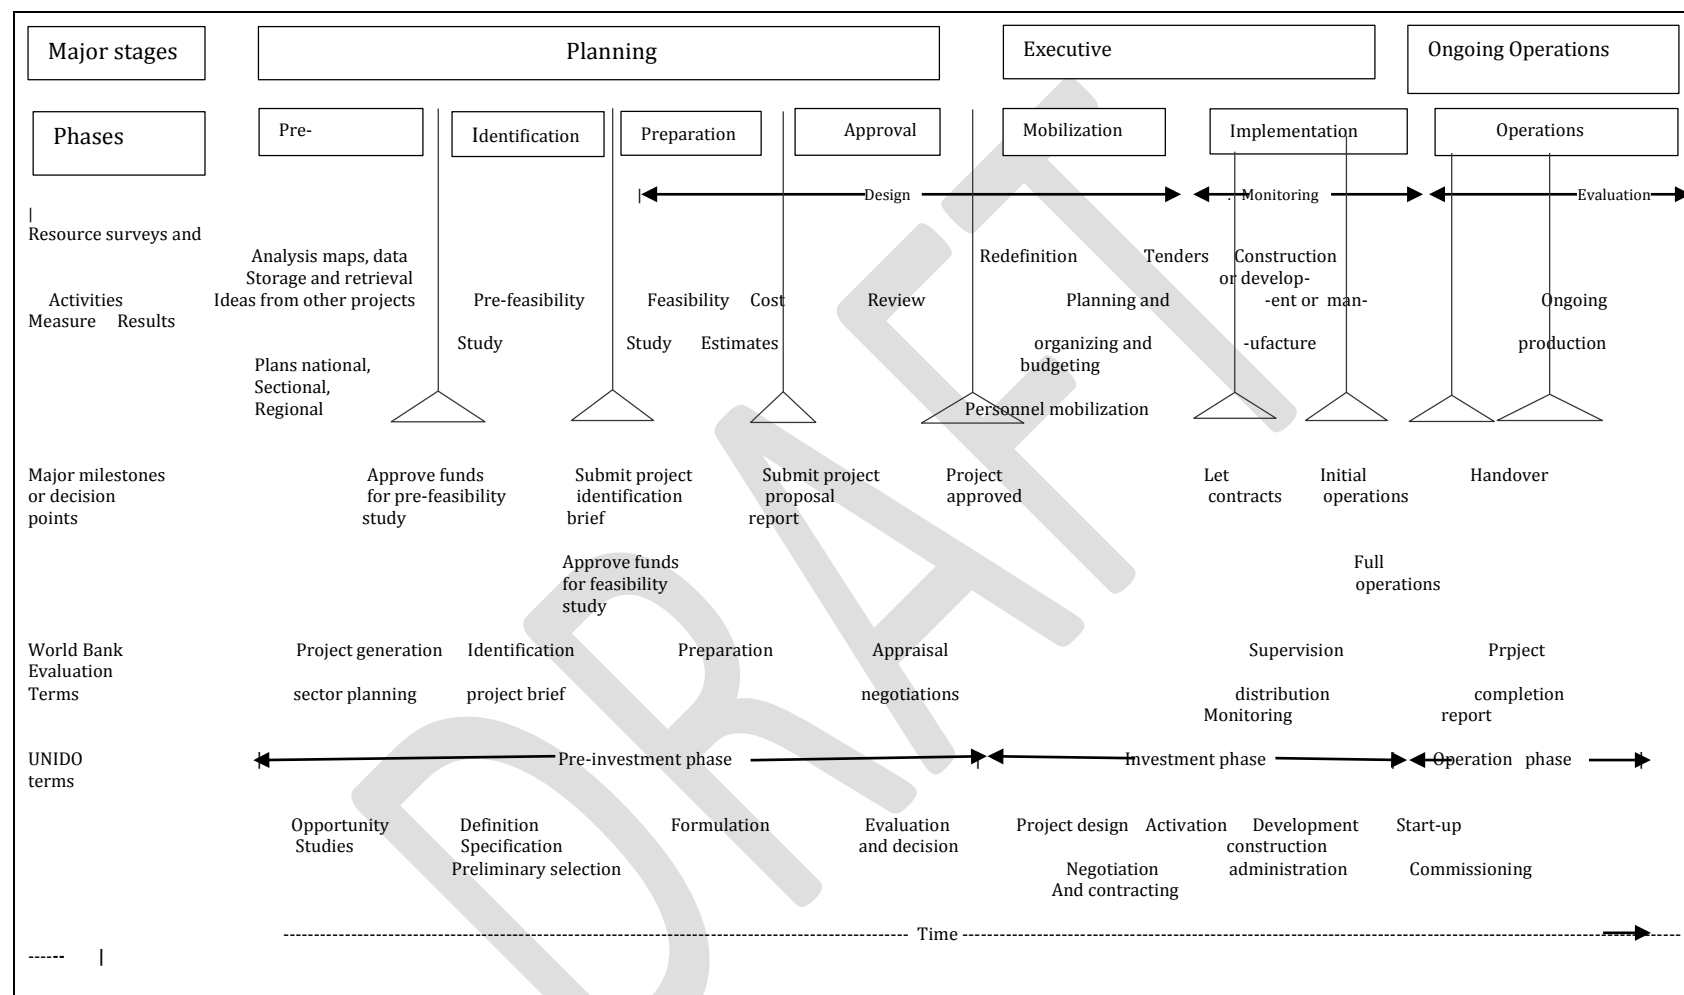 Major stages Planning Executive Ongoing Operations
Phases Pre- Identification Preparation Approval Mobilization Implementation Operations
| Design . Monitoring Evaluation
|
Resource surveys and
Analysis maps, data Redefinition Tenders Construction
Storage and retrieval or develop-
Activities Ideas from other projects Pre-feasibility Feasibility Cost Review Planning and -ent or man- Ongoing
Measure Results
Study Study Estimates organizing and -ufacture production
Plans national, budgeting
Sectional,
Regional Personnel mobilization
Major milestones Approve funds Submit project Submit project Project Let Initial Handover
or decision for pre-feasibility identification proposal approved contracts operations
points study brief report
Approve funds Full
for feasibility operations
study
World Bank Project generation Identification Preparation Appraisal Supervision Prpject
Evaluation
Terms sector planning project brief negotiations distribution completion
Monitoring report
UNIDO | Pre-investment phase | Investment phase | Operation phase |
terms
Opportunity Definition Formulation Evaluation Project design Activation Development Start-up
Studies Specification and decision construction
Preliminary selection Negotiation administration Commissioning
And contracting
------------------------------------------------------------ Time ------------------------------------------------------------
------ |
DRAFT